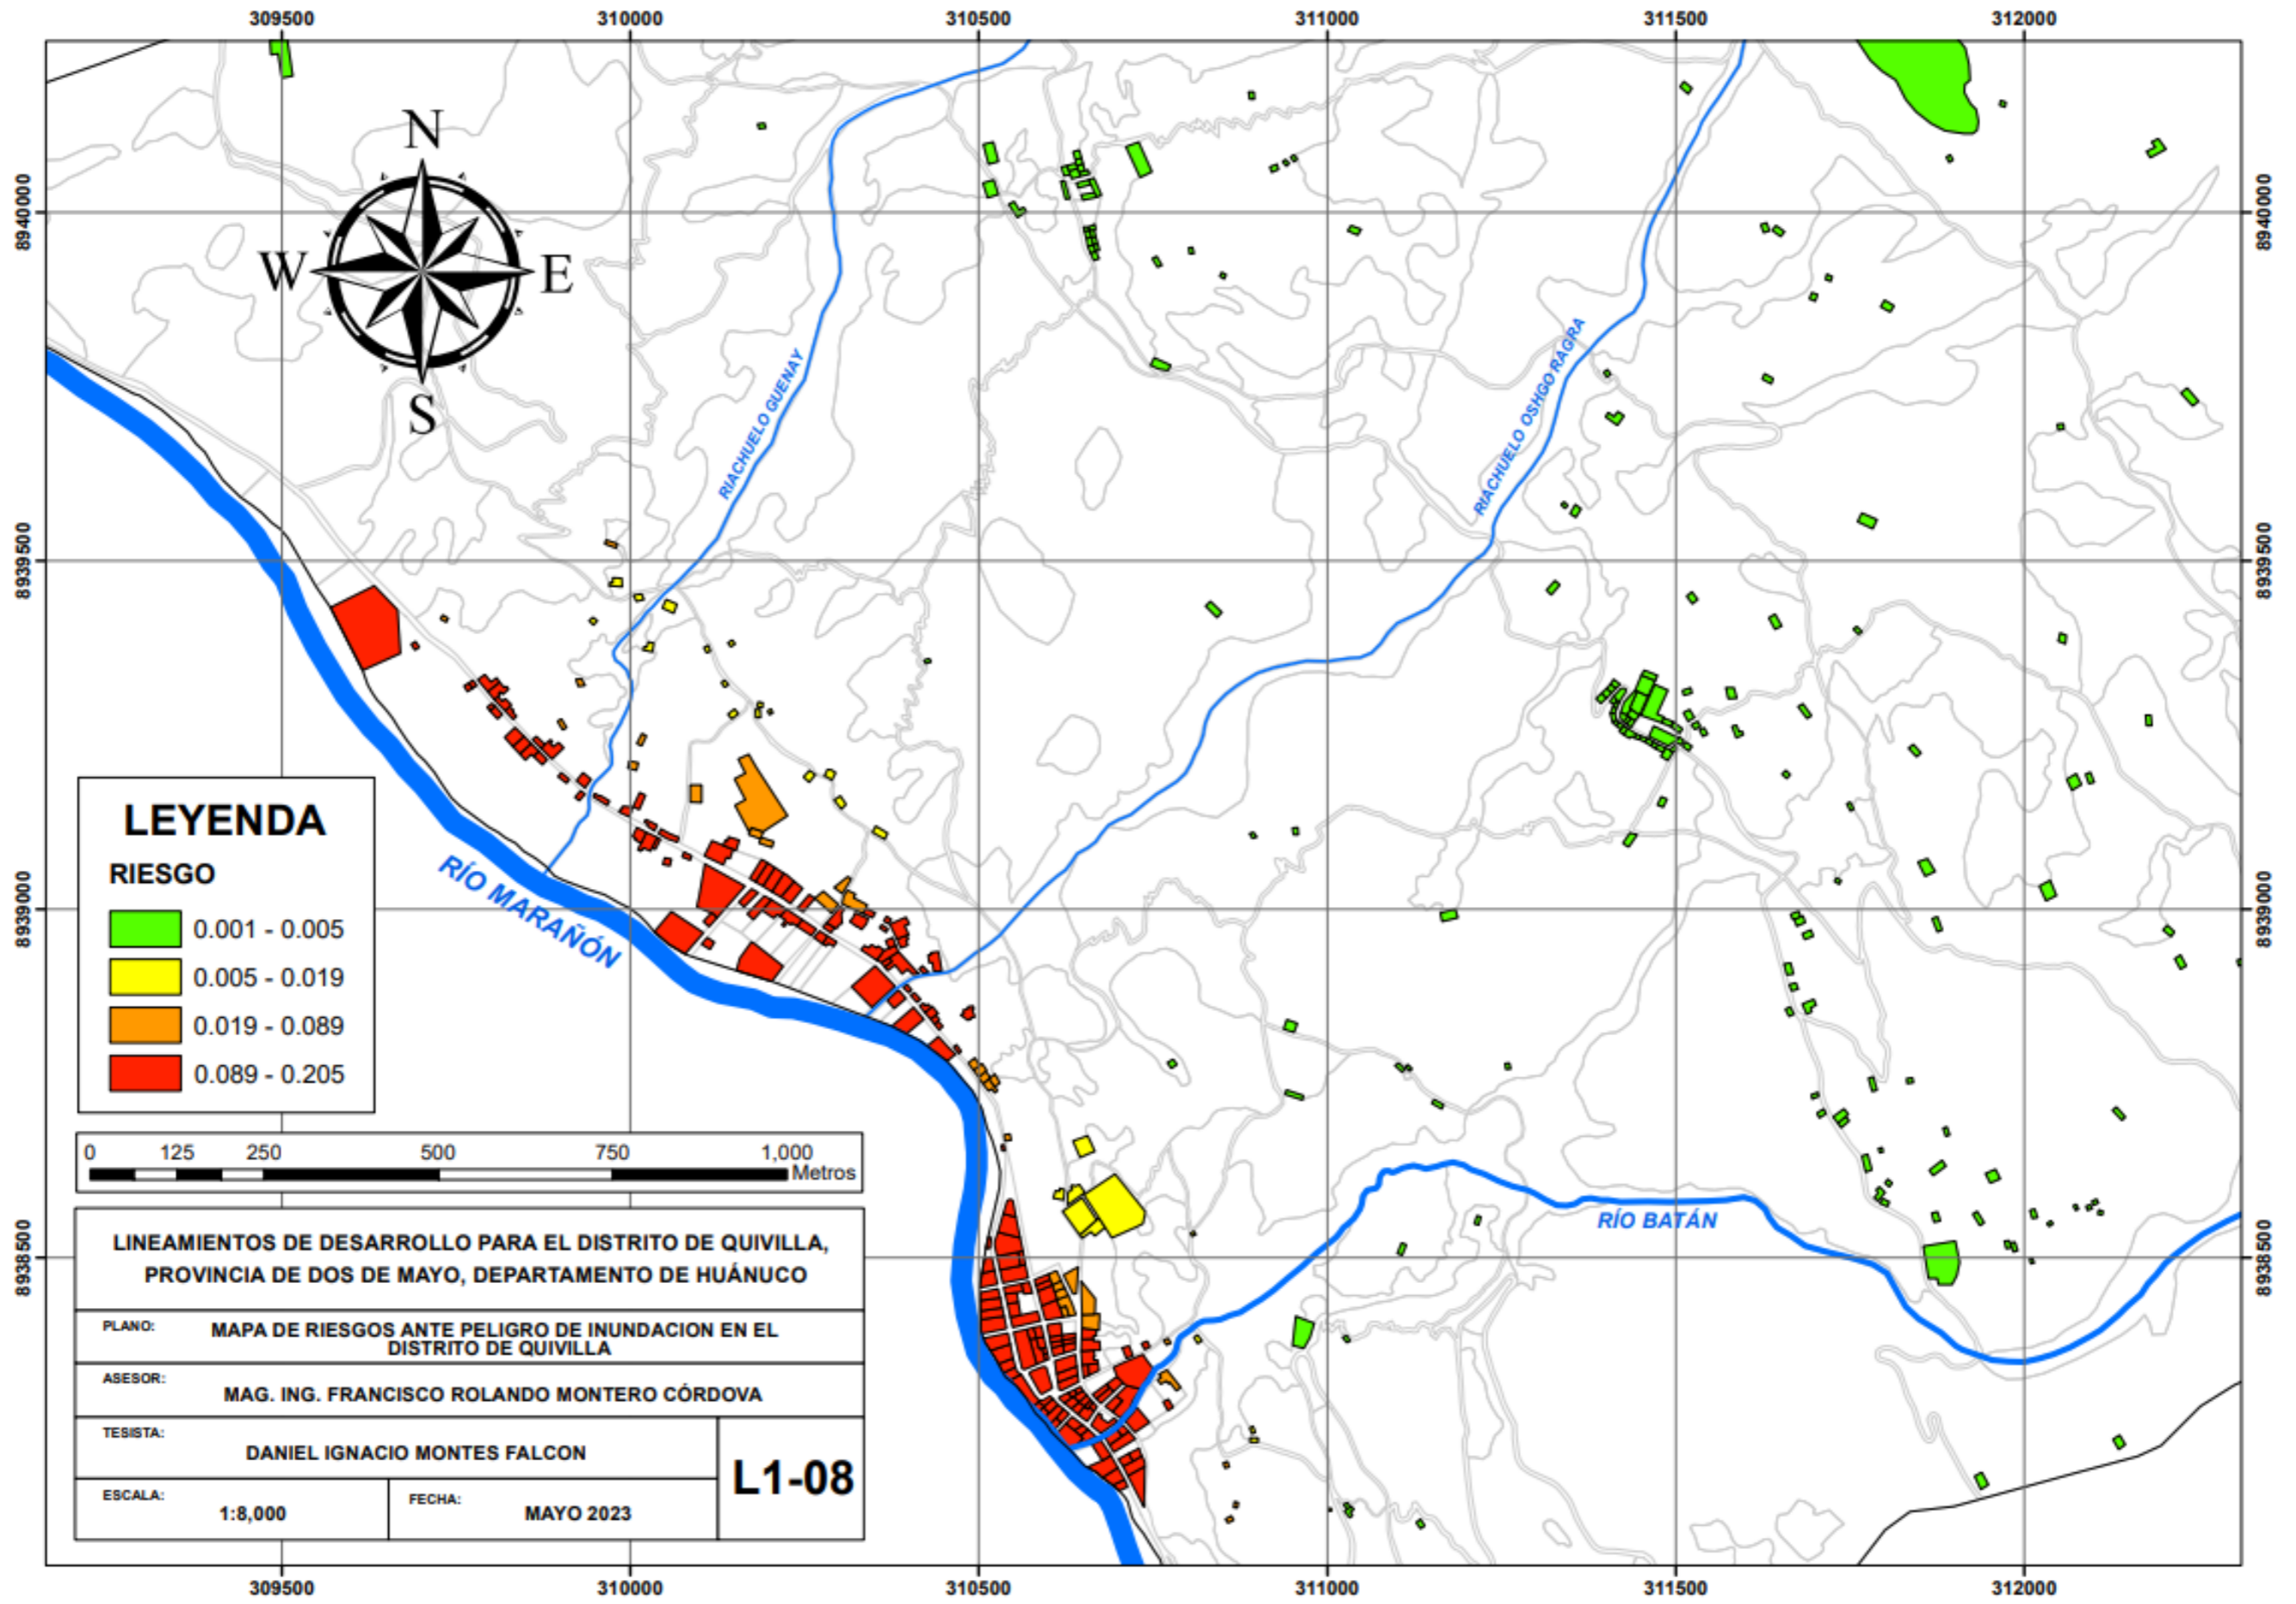 309500 310000 310500 311000 311500 312000
8940000 8940000
8939500 8939500
8939000 8939000
8938500 8938500
N
W E
S
RIACHUELO GUENAY
RIACHUELO OSHGO RAGRA
RÍO MARAÑÓN
RÍO BATÁN
LEYENDA
RIESGO
0.001 - 0.005
0.005 - 0.019
0.019 - 0.089
0.089 - 0.205
0 125 250 500 750 1,000
Metros
LINEAMIENTOS DE DESARROLLO PARA EL DISTRITO DE QUIVILLA,
PROVINCIA DE DOS DE MAYO, DEPARTAMENTO DE HUÁNUCO
PLANO: MAPA DE RIESGOS ANTE PELIGRO DE INUNDACION EN EL
DISTRITO DE QUIVILLA
ASESOR:
MAG. ING. FRANCISCO ROLANDO MONTERO CÓRDOVA
TESISTA:
DANIEL IGNACIO MONTES FALCON
L1-08
ESCALA:
1:8,000
FECHA:
MAYO 2023
309500 310000 310500 311000 311500 312000